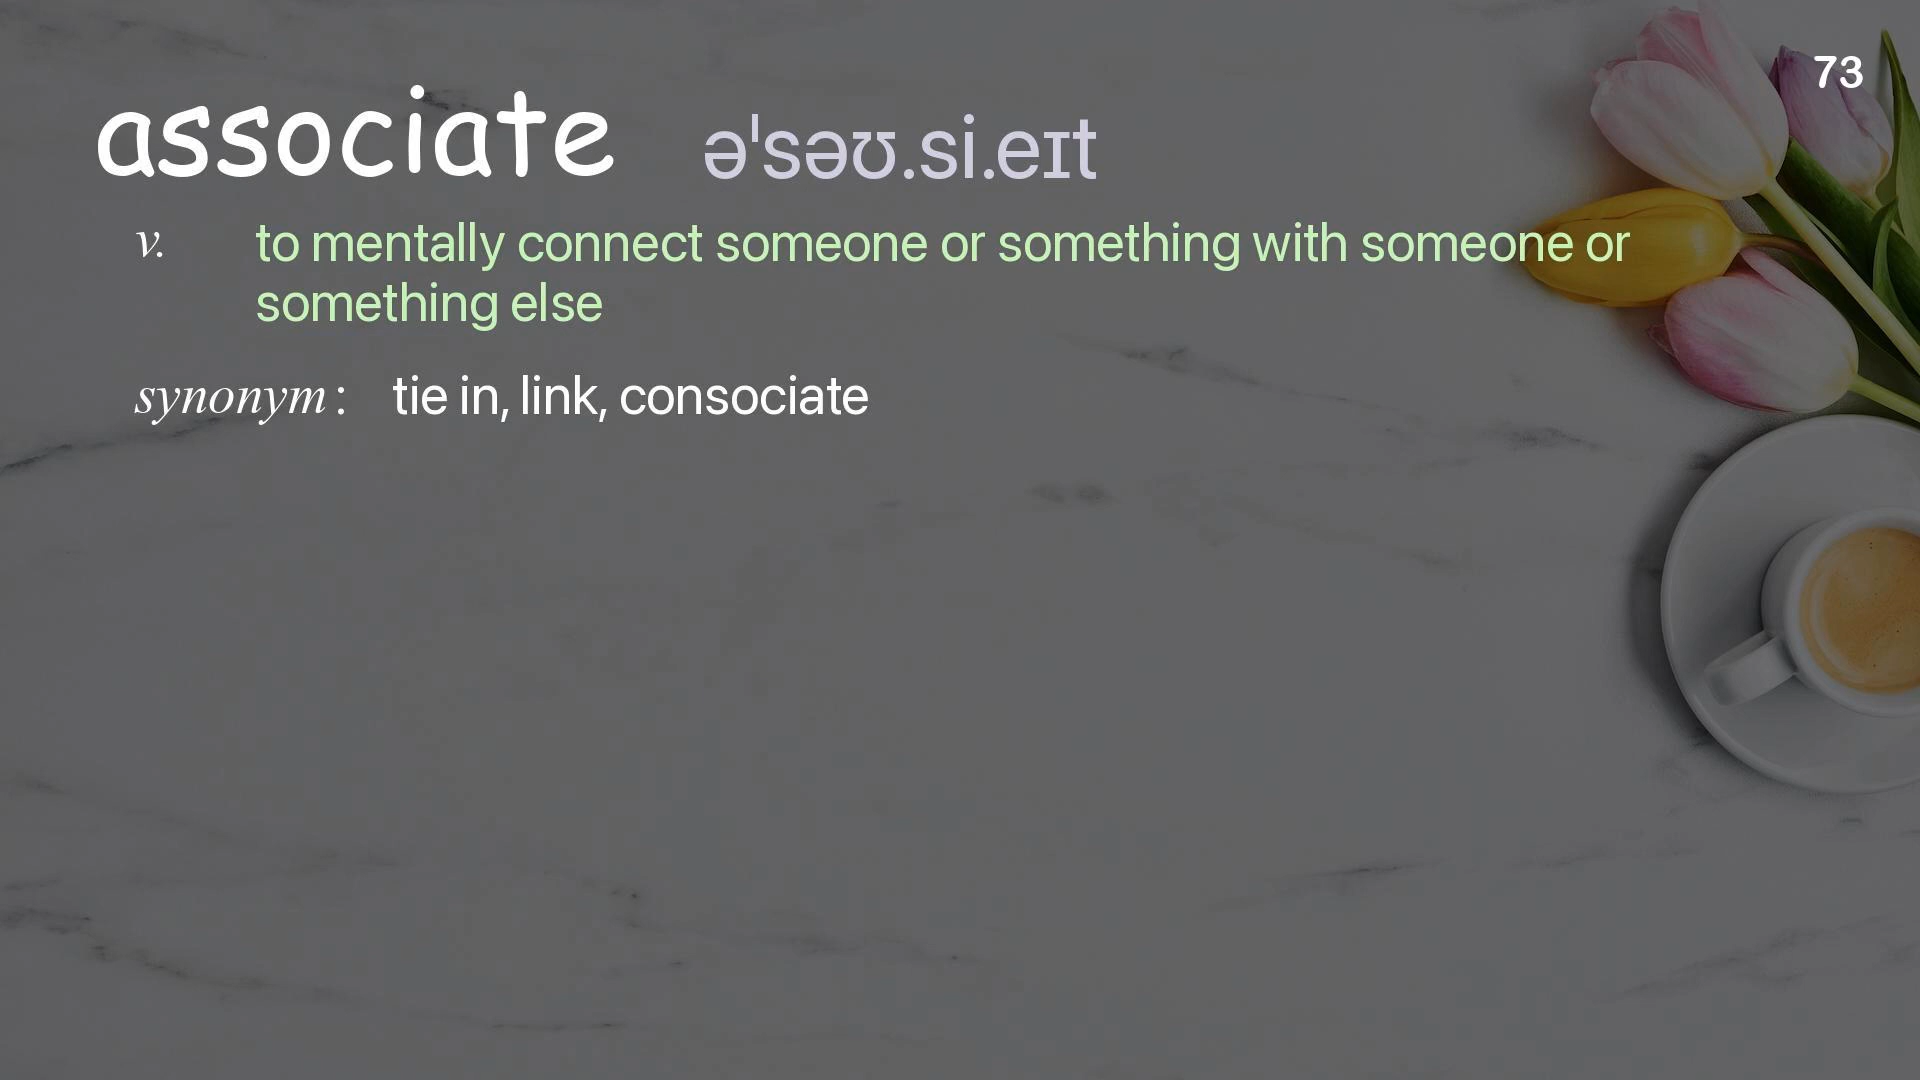 73
associate əˈsəʊ.si.eɪt
v. to mentally connect someone or something with someone or
something else
synonym : tie in, link, consociate